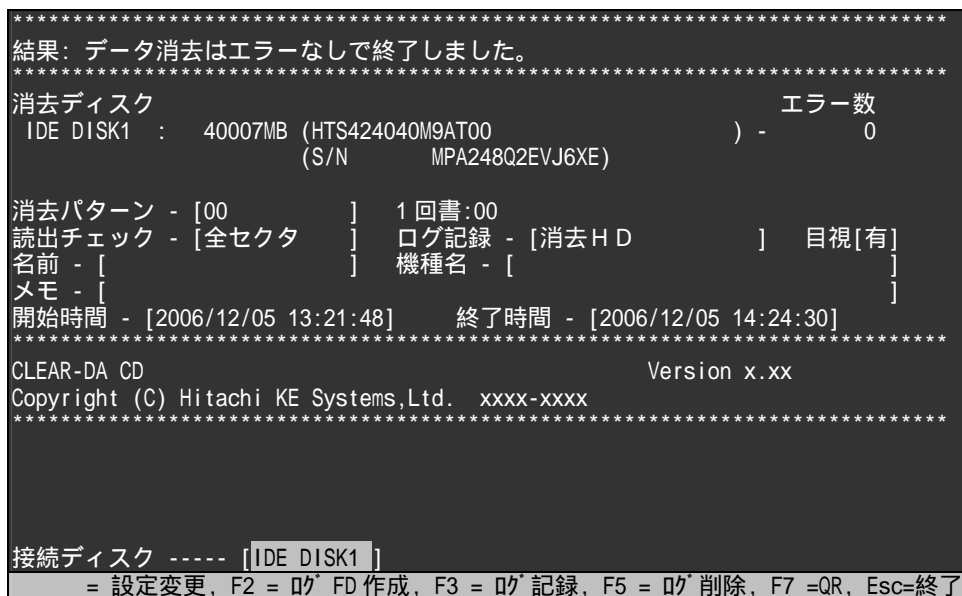 ******************************************************************************
結果: データ消去はエラーなしで終了しました。
******************************************************************************
消去ディスク エラー数
IDE DISK1 : 40007MB (HTS424040M9AT00 ) - 0
(S/N MPA248Q2EVJ6XE)
消去パターン - [00 ] 1回書:00
読出チェック - [全セクタ ] ログ記録 - [消去HD ] 目視[有]
名前 - [ ] 機種名 - [ ]
メモ - [ ]
開始時間 - [2006/12/05 13:21:48] 終了時間 - [2006/12/05 14:24:30]
******************************************************************************
CLEAR-DA CD Version x.xx
Copyright (C) Hitachi KE Systems,Ltd. xxxx-xxxx
******************************************************************************
接続ディスク ----- [IDE DISK1 ]
= 設定変更, F2 = ログFD作成, F3 = ログ記録, F5 = ログ削除, F7 =QR, Esc=終了